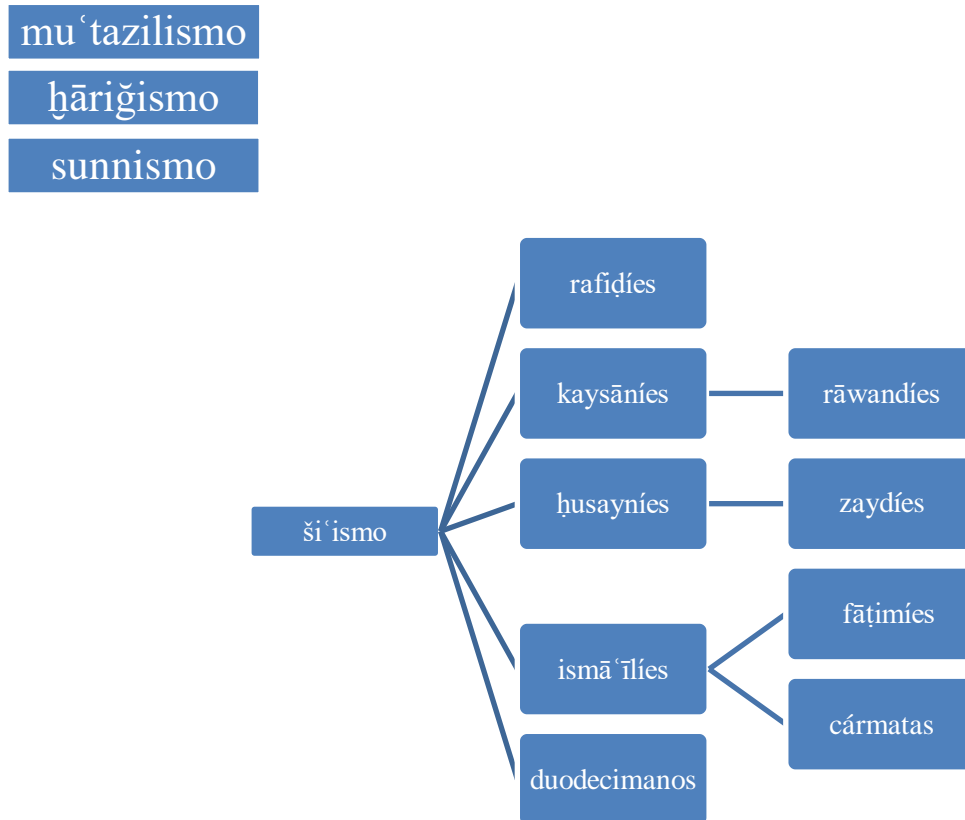 muʿtazilismo
ḫāriǧismo
sunnismo
rafiḍíes
kaysāníes
rāwandíes
ḥusayníes
zaydíes
šiʿismo
fāṭimíes
ismāʿīlíes
cármatas
duodecimanos